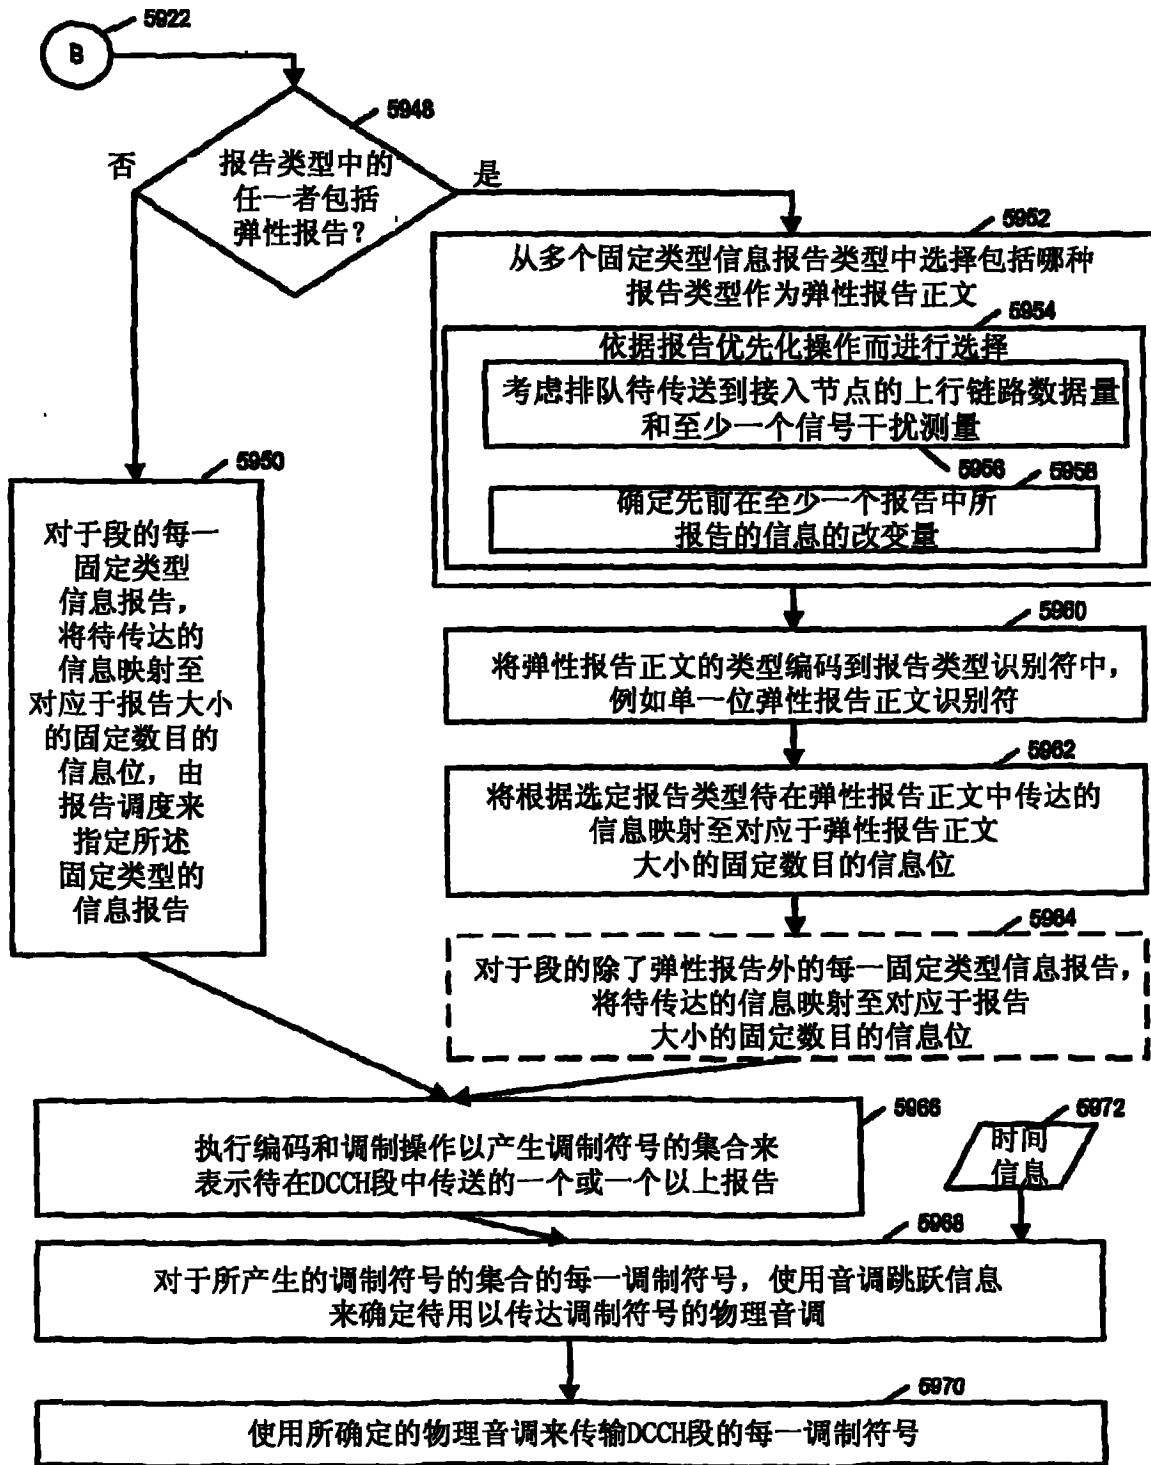 5922
B
5948
否
报告类型中的
任一者包括
弹性报告?
是
5952
从多个固定类型信息报告类型中选择包括哪种
报告类型作为弹性报告正文
5954
依据报告优先化操作而进行选择
考虑排队待传送到接入节点的上行链路数据量
和至少一个信号干扰测量
5956
5958
确定先前在至少一个报告中所
报告的信息的改变量
5950
对于段的每一
固定类型
信息报告，
将待传达的
信息映射至
对应于报告大小
的固定数目的
信息位，由
报告调度来
指定所述
固定类型的
信息报告
5960
将弹性报告正文的类型编码到报告类型识别符中，
例如单一位弹性报告正文识别符
5962
将根据选定报告类型待在弹性报告正文中传达的
信息映射至对应于弹性报告正文
大小的固定数目的信息位
5964
对于段的除了弹性报告外的每一固定类型信息报告，
将待传达的信息映射至对应于报告
大小的固定数目的信息位
5966
执行编码和调制操作以产生调制符号的集合来
表示待在DCCH段中传送的一个或一个以上报告
5972
时间
信息
5968
对于所产生的调制符号的集合的每一调制符号，使用音调跳跃信息
来确定待用以传达调制符号的物理音调
5970
使用所确定的物理音调来传输DCCH段的每一调制符号